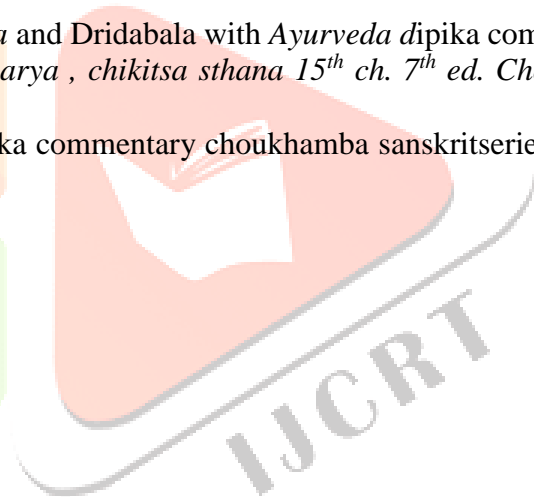 a and Dridabala with Ayurveda dipika com
arya , chikitsa sthana 15th ch. 7th ed. Ch
ka commentary choukhamba sanskritserie
IJCRT